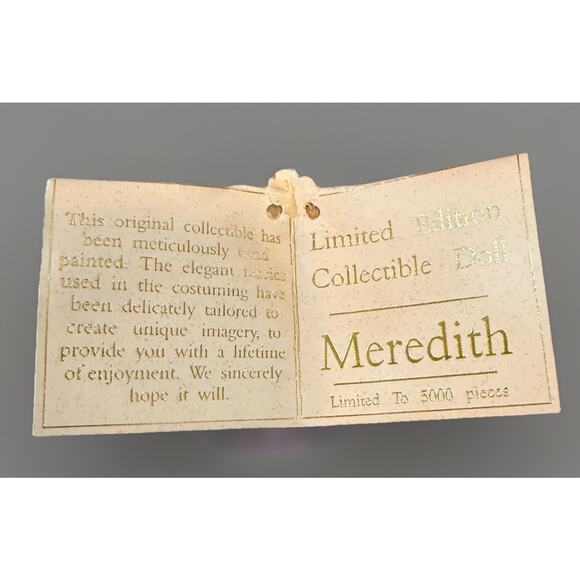 This original collectible has
been meticulously hand
painted. The elegant fabrics
used in the costuming have
been delicately tailored to
create unique imagery, to
provide you with a lifetime
of enjoyment. We sincerely
hope it will.
Limited Edition
Collectible Doll
Meredith
Limited To 5000 pieces